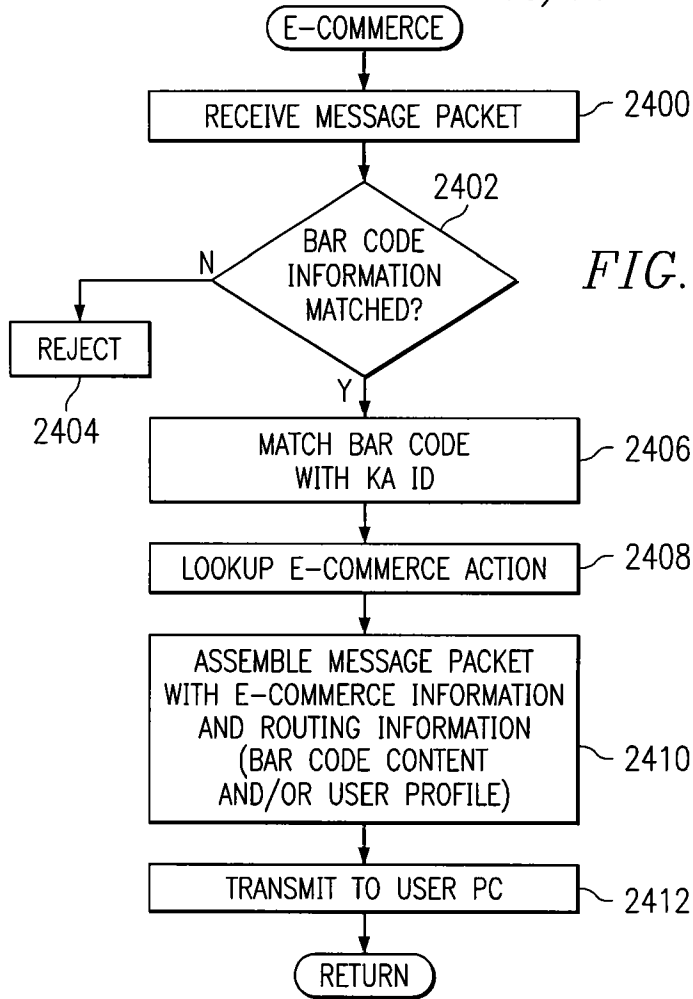 E-COMMERCE
RECEIVE MESSAGE PACKET
2400
2402
BAR CODE
INFORMATION
MATCHED?
N
FIG.
REJECT
2404
Y
MATCH BAR CODE
WITH KA ID
2406
LOOKUP E-COMMERCE ACTION
2408
ASSEMBLE MESSAGE PACKET
WITH E-COMMERCE INFORMATION
AND ROUTING INFORMATION
(BAR CODE CONTENT
AND/OR USER PROFILE)
2410
TRANSMIT TO USER PC
2412
RETURN